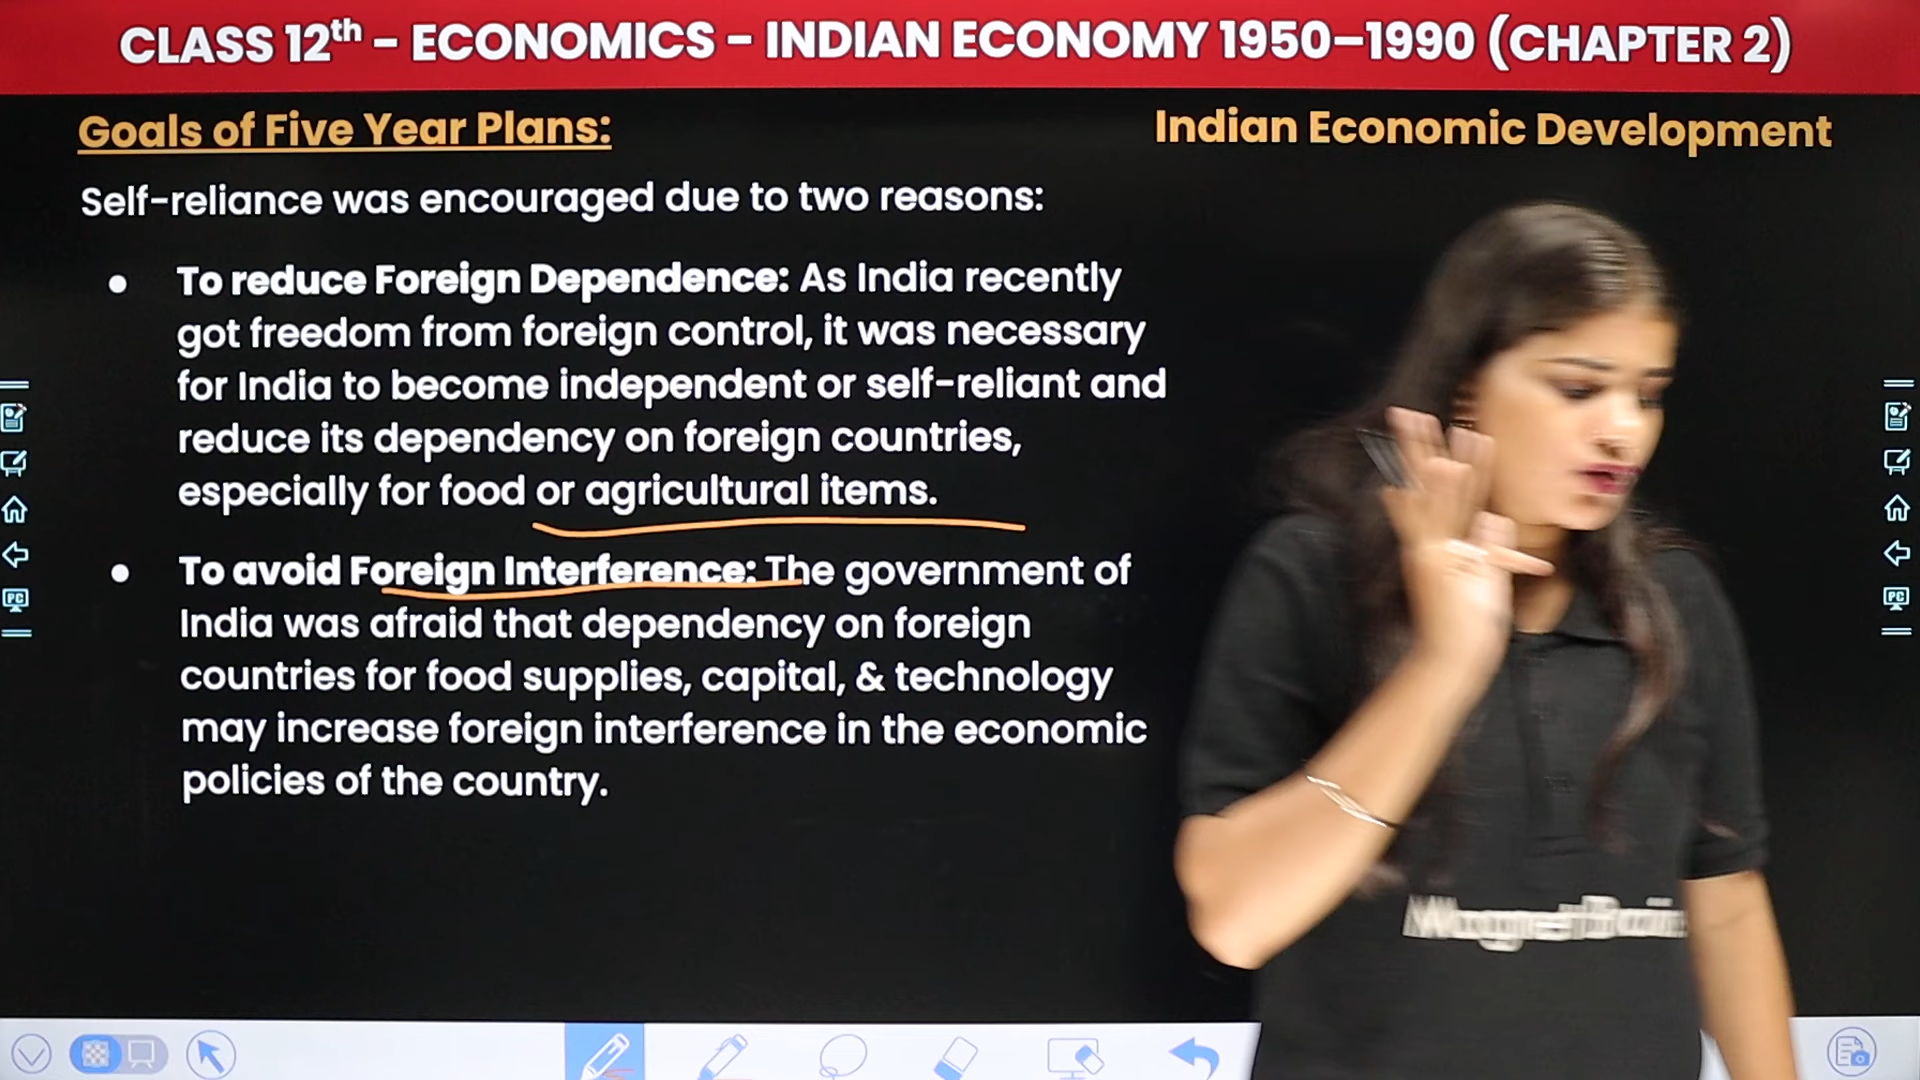 CLASS 12th - ECONOMICS - INDIAN ECONOMY 1950–1990 (CHAPTER 2)
Goals of Five Year Plans:
Indian Economic Development
Self-reliance was encouraged due to two reasons:
• To reduce Foreign Dependence: As India recently
got freedom from foreign control, it was necessary
for India to become independent or self-reliant and
reduce its dependency on foreign countries,
especially for food or agricultural items.
• To avoid Foreign Interference: The government of
India was afraid that dependency on foreign
countries for food supplies, capital, & technology
may increase foreign interference in the economic
policies of the country.
PC
PC